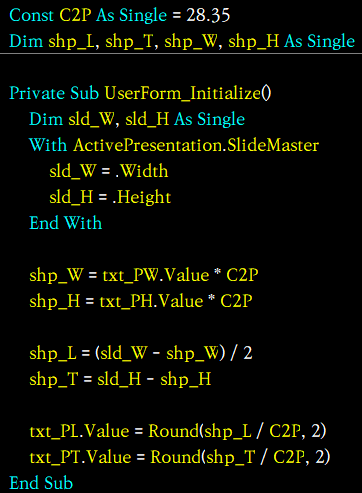 Const C2P As Single = 28.35
Dim shp_L, shp_T, shp_W, shp_H As Single
Private Sub UserForm_Initialize()
Dim sld_W, sld_H As Single
With ActivePresentation.SlideMaster
sld_W = .Width
sld_H = .Height
End With
shp_W = txt_PW.Value * C2P
shp_H = txt_PH.Value * C2P
shp_L = (sld_W - shp_W) / 2
shp_T = sld_H - shp_H
txt_PL.Value = Round(shp_L / C2P, 2)
txt_PT.Value = Round(shp_T / C2P, 2)
End Sub